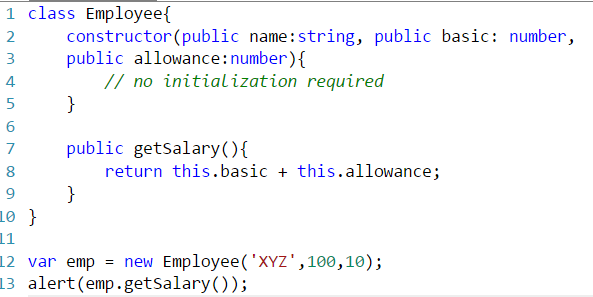 1 class Employee{
2     constructor(public name:string, public basic: number,
3     public allowance:number){
4         // no initialization required
5     }
6
7     public getSalary(){
8         return this.basic + this.allowance;
9     }
10 }
11
12 var emp = new Employee('XYZ',100,10);
13 alert(emp.getSalary());